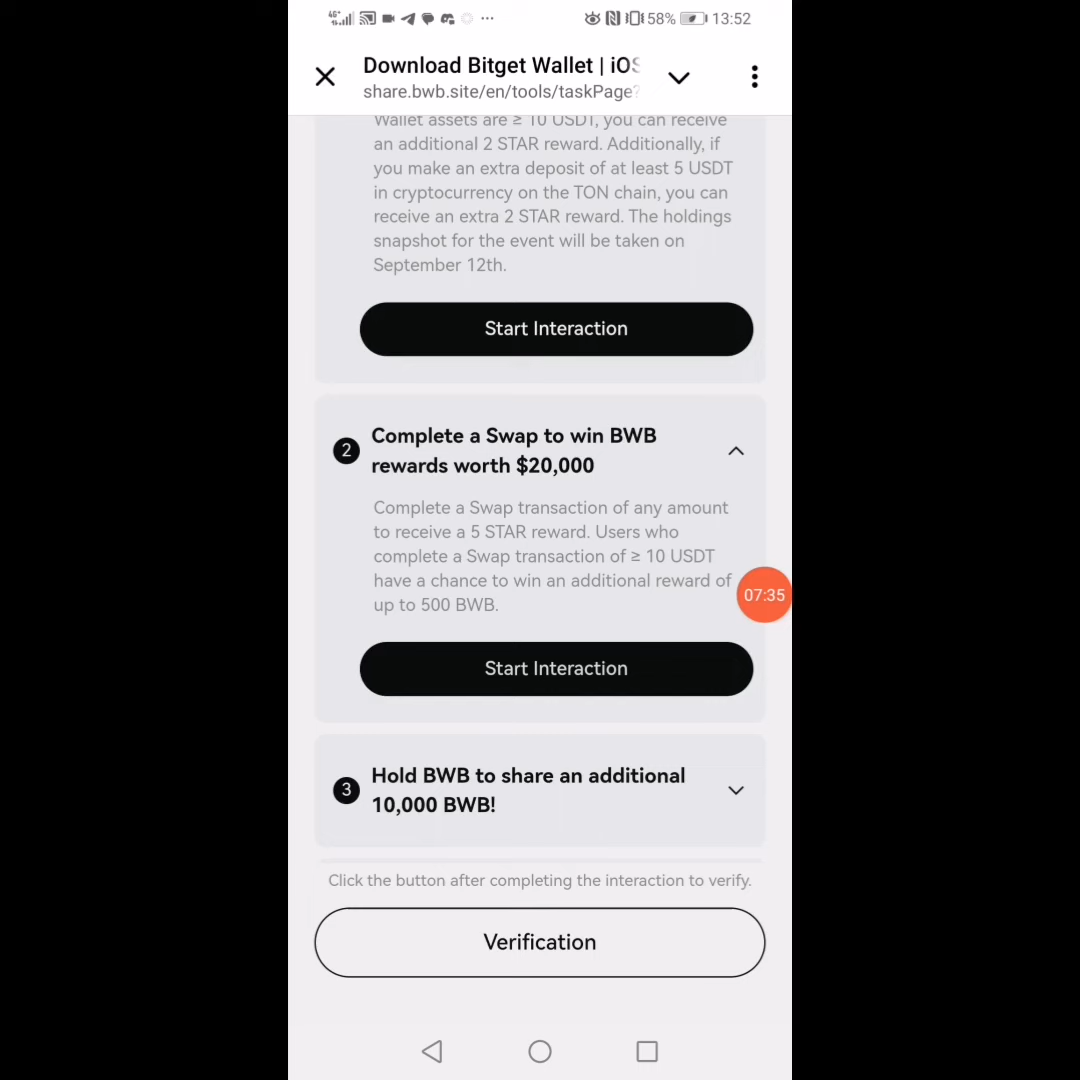 4G+ 58% 13:52
Download Bitget Wallet | iOS
share.bwb.site/en/tools/taskPage?
Wallet assets are ≥ 10 USDT, you can receive
an additional 2 STAR reward. Additionally, if
you make an extra deposit of at least 5 USDT
in cryptocurrency on the TON chain, you can
receive an extra 2 STAR reward. The holdings
snapshot for the event will be taken on
September 12th.
Start Interaction
2
Complete a Swap to win BWB
rewards worth $20,000
Complete a Swap transaction of any amount
to receive a 5 STAR reward. Users who
complete a Swap transaction of ≥ 10 USDT
have a chance to win an additional reward of
up to 500 BWB.
07:35
Start Interaction
3
Hold BWB to share an additional
10,000 BWB!
Click the button after completing the interaction to verify.
Verification